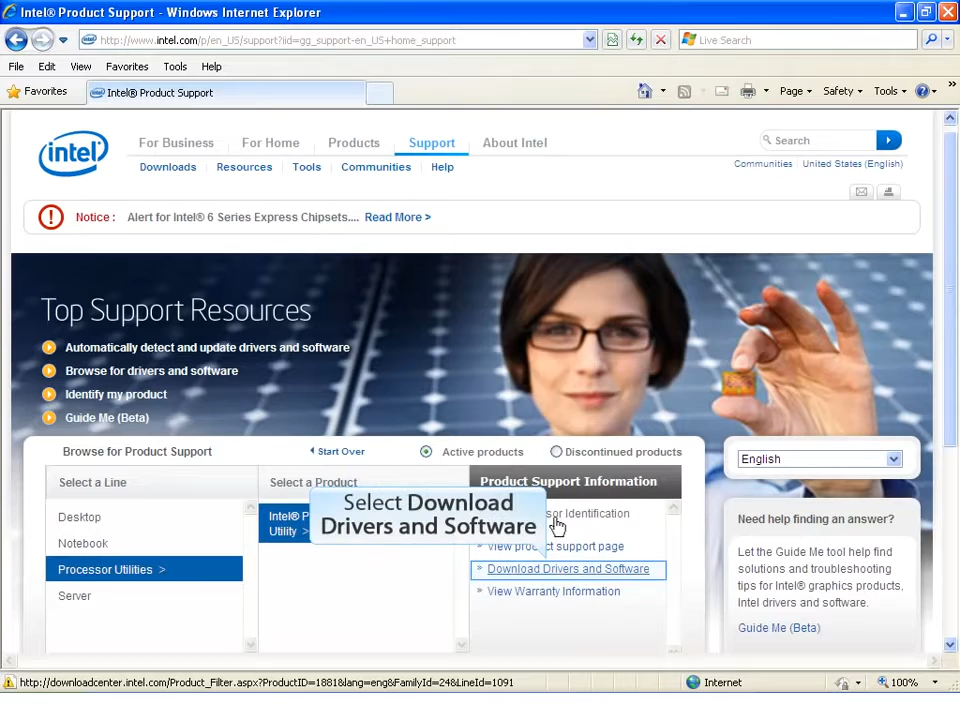 Intel® Product Support - Windows Internet Explorer
http://www.intel.com/p/en_US/support?iid=gg_support-en_US+home_support
Live Search
File Edit View Favorites Tools Help
Favorites Intel® Product Support Page Safety Tools
intel
For Business For Home Products Support About Intel
Search
Downloads Resources Tools Communities Help
Communities United States (English)
Notice : Alert for Intel® 6 Series Express Chipsets.... Read More >
Top Support Resources
Automatically detect and update drivers and software
Browse for drivers and software
Identify my product
Guide Me (Beta)
Browse for Product Support Start Over Active products Discontinued products
English
Select a Line
Select a Product
Product Support Information
Desktop
Notebook
Processor Utilities >
Server
Intel® P
Utility >
Select Download
Drivers and Software
sor Identification
View product support page
Download Drivers and Software
View Warranty Information
Need help finding an answer?
Let the Guide Me tool help find
solutions and troubleshooting
tips for Intel® graphics products,
Intel drivers and software.
Guide Me (Beta)
http://downloadcenter.intel.com/Product_Filter.aspx?ProductID=1881&lang=eng&FamilyId=24&LineId=1091
Internet
100%